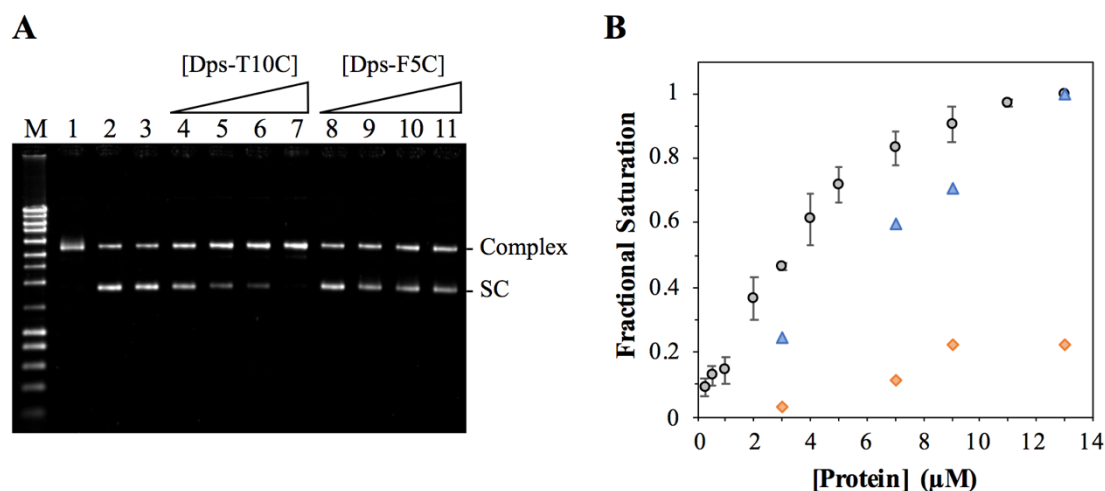 A
[Dps-T10C] [Dps-F5C]
M 1 2 3 4 5 6 7 8 9 10 11
Complex
SC
B
Fractional Saturation
1
0.8
0.6
0.4
0.2
0
0 2 4 6 8 10 12 14
[Protein] (µM)